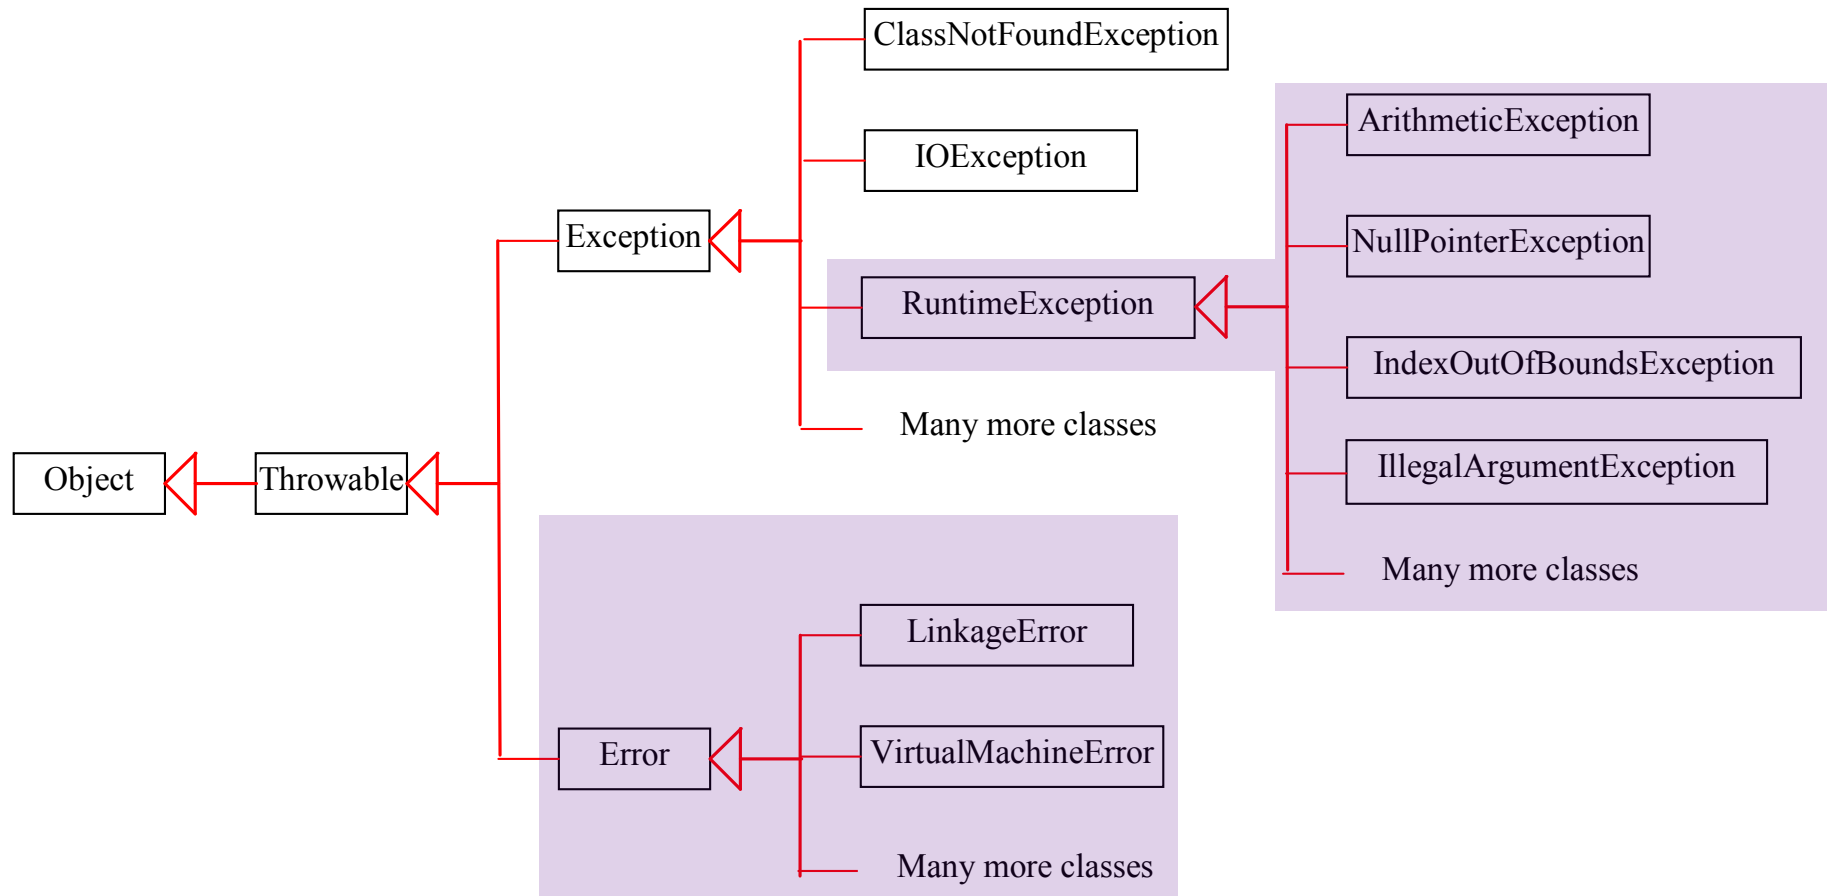 ClassNotFoundException
ArithmeticException
IOException
NullPointerException
Exception
RuntimeException
IndexOutOfBoundsException
Many more classes
Object
Throwable
IllegalArgumentException
Many more classes
LinkageError
Error
VirtualMachineError
Many more classes